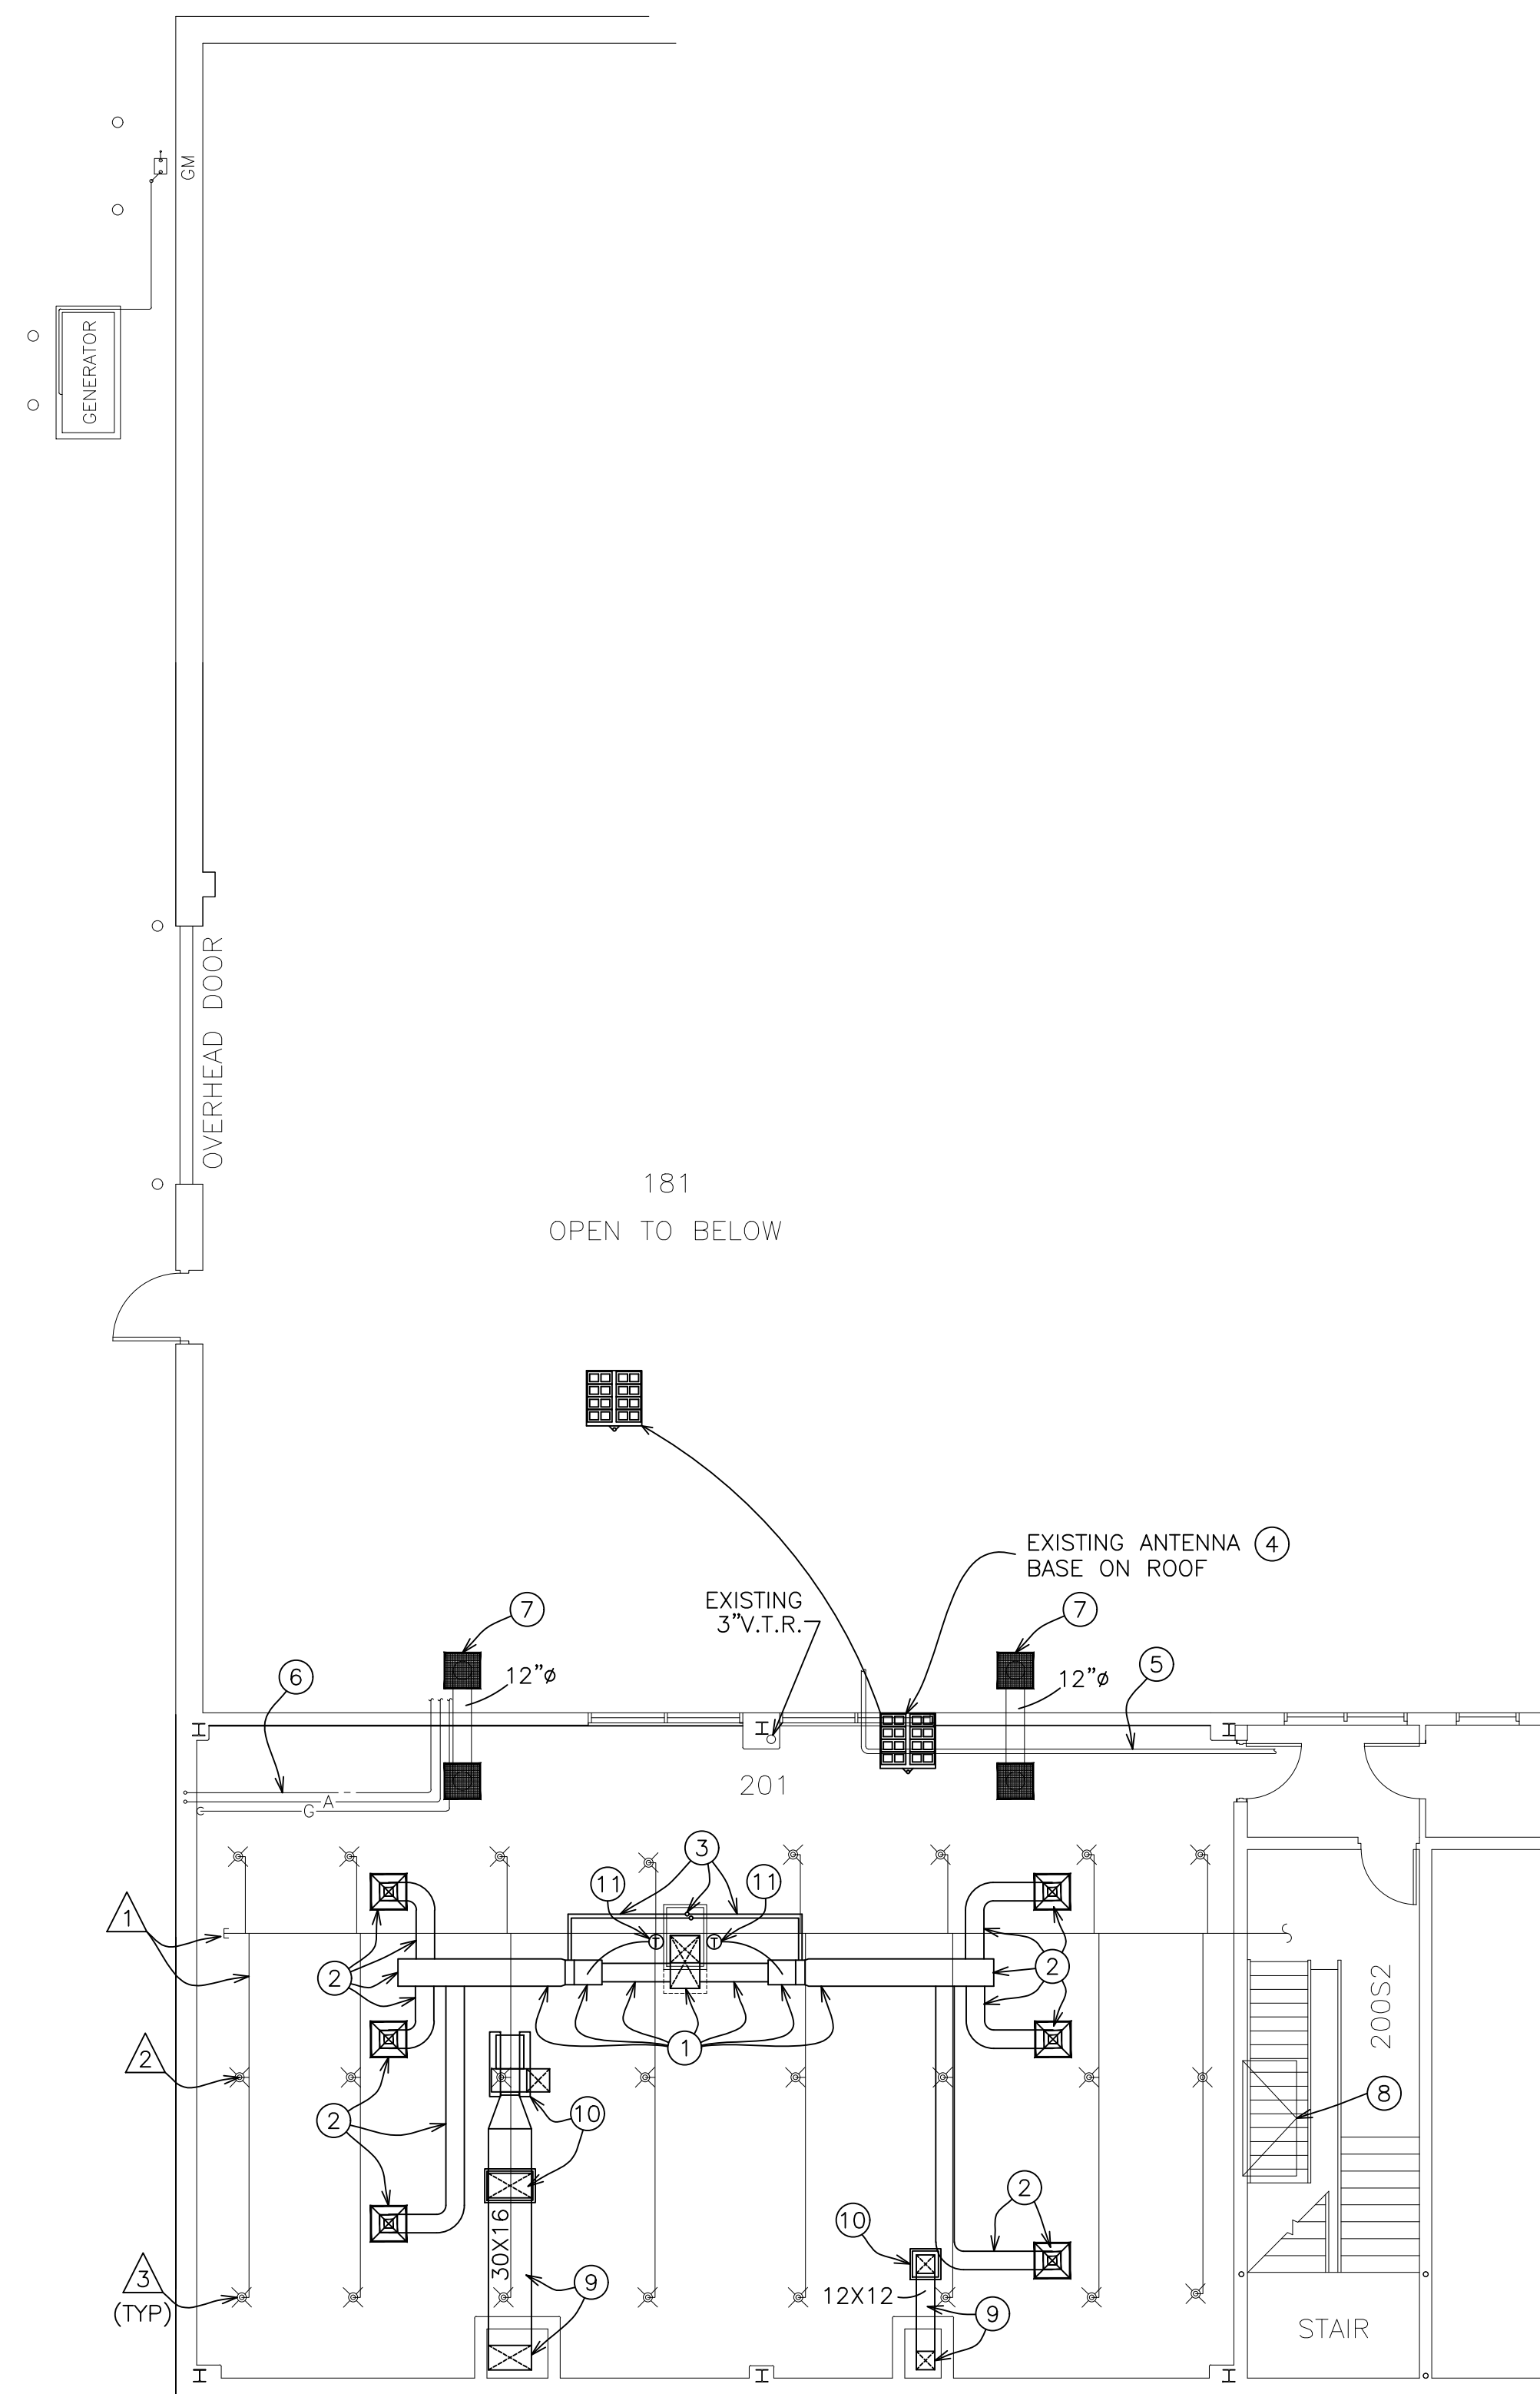 GM
GENERATOR
OVERHEAD DOOR
181
OPEN TO BELOW
EXISTING ANTENNA 4
BASE ON ROOF
EXISTING
3"V.T.R.
7
7
12"ø
12"ø
6
5
201
A
G
3
11
11
T
T
1
E
2
2
1
200S2
2
8
2
10
2
30X16
10
3
(TYP)
9
12X12
9
STAIR